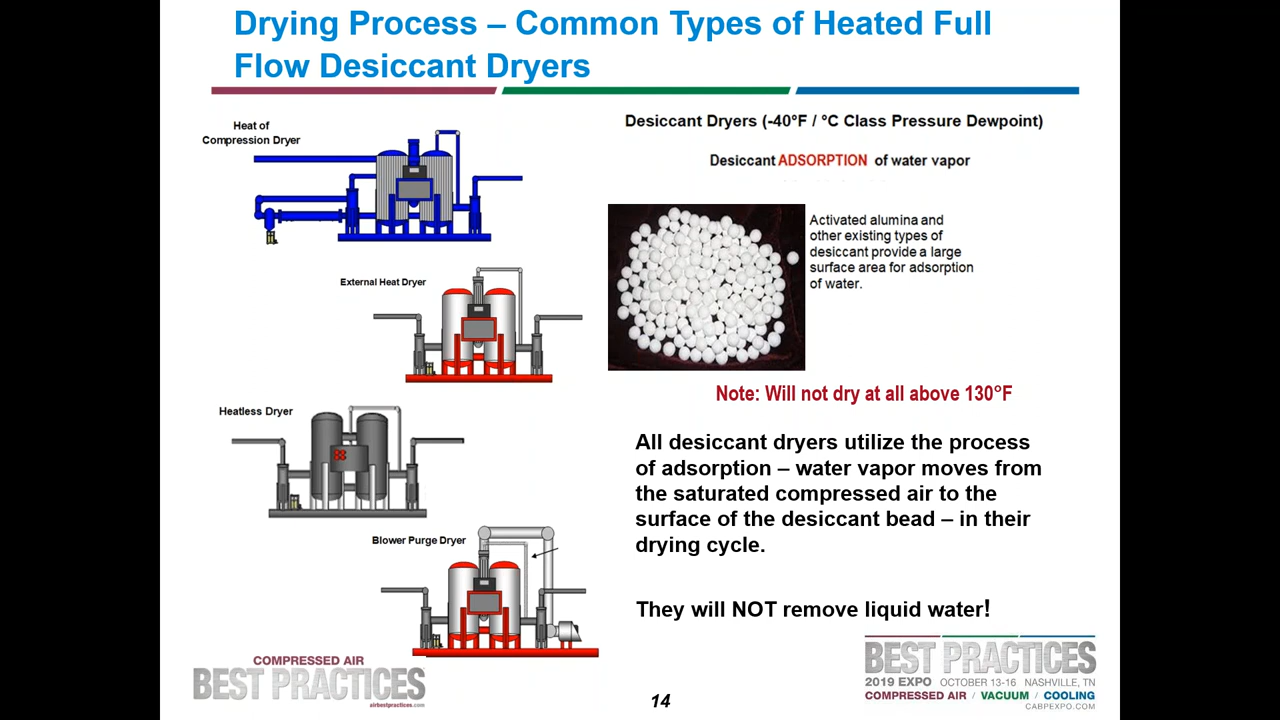 Drying Process – Common Types of Heated Full
Flow Desiccant Dryers
Heat of
Compression Dryer
External Heat Dryer
Heatless Dryer
Blower Purge Dryer
Desiccant Dryers (-40°F / °C Class Pressure Dewpoint)
Desiccant ADSORPTION of water vapor
Activated alumina and
other existing types of
desiccant provide a large
surface area for adsorption
of water.
Note: Will not dry at all above 130°F
All desiccant dryers utilize the process
of adsorption – water vapor moves from
the saturated compressed air to the
surface of the desiccant bead – in their
drying cycle.
They will NOT remove liquid water!
COMPRESSED AIR
BEST PRACTICES
airbestpractices.com
14
BEST PRACTICES
2019 EXPO OCTOBER 13-16 NASHVILLE, TN
COMPRESSED AIR / VACUUM / COOLING
CABPEXPO.COM